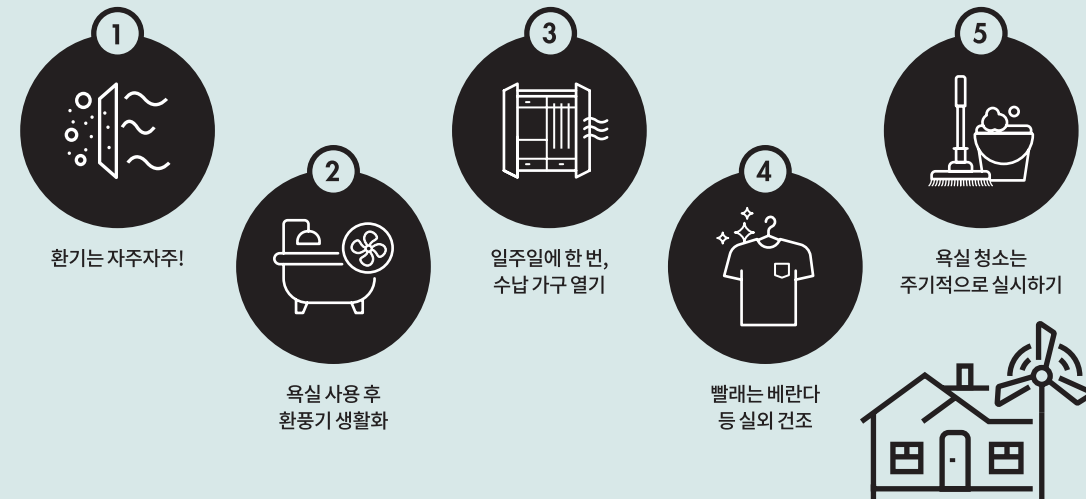 1
환기는 자주자주!
2
욕실 사용 후
환풍기 생활화
3
일주일에 한 번,
수납 가구 열기
4
빨래는 베란다
등 실외 건조
5
욕실 청소는
주기적으로 실시하기